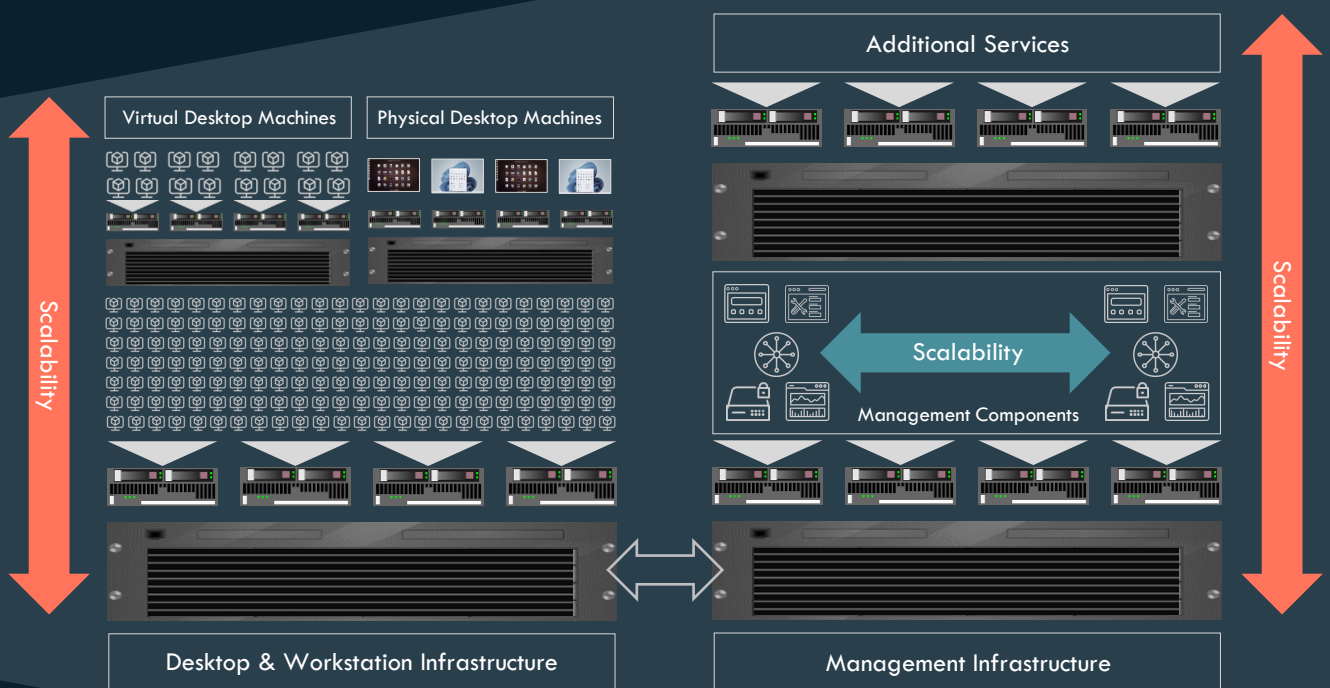 Additional Services
Virtual Desktop Machines
Physical Desktop Machines
Scalability
Scalability
Scalability
Management Components
Desktop & Workstation Infrastructure
Management Infrastructure